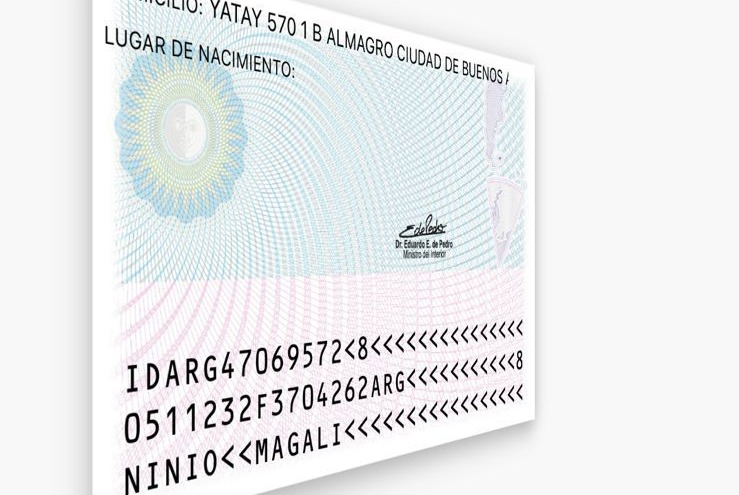 MICILIO: YATAY 570 1 B ALMAGRO CIUDAD DE BUENOS
LUGAR DE NACIMIENTO:
Dr. Eduardo E. de Pedro
Ministro del Interior
IDARG47069572<8<<<<<<<<<<<<<<<
0511232F3704262ARG<<<<<<<<<<<8
NINIO<<MAGALI<<<<<<<<<<<<<<<<<